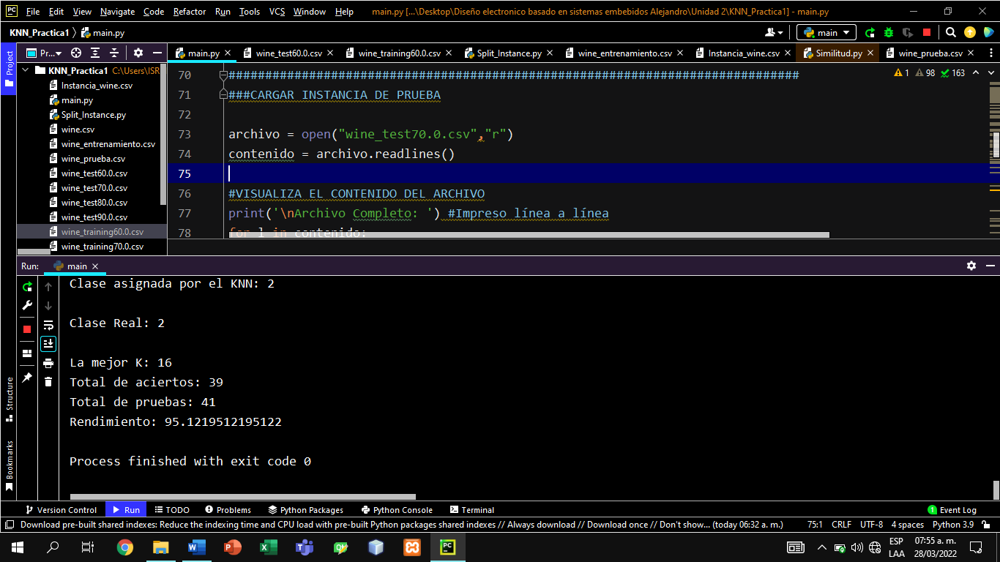 PC File Edit View Navigate Code Refactor Run Tools VCS Window Help main.py [...\Desktop\Diseño electronico basado en sistemas embebidos Alejandro\Unidad 2\KNN_Practica1] - main.py
KNN_Practica1 main.py main
Project
Pr... main.py wine_test60.0.csv wine_training60.0.csv Split_Instance.py wine_entrenamiento.csv Instancia_wine.csv Similitud.py wine_prueba.csv
KNN_Practica1 C:\Users\ISR
Instancia_wine.csv
main.py
Split_Instance.py
wine.csv
wine_entrenamiento.csv
wine_prueba.csv
wine_test60.0.csv
wine_test70.0.csv
wine_test80.0.csv
wine_test90.0.csv
wine_training60.0.csv
wine_training70.0.csv
1 98 163
70 ##############################################################################
71 ###CARGAR INSTANCIA DE PRUEBA
72
73 archivo = open("wine_test70.0.csv","r")
74 contenido = archivo.readlines()
75
76 #VISUALIZA EL CONTENIDO DEL ARCHIVO
77 print('\nArchivo Completo: ') #Impreso línea a línea
78 for l in contenido:
Run: main
Clase asignada por el KNN: 2
Clase Real: 2
La mejor K: 16
Total de aciertos: 39
Total de pruebas: 41
Rendimiento: 95.1219512195122
Process finished with exit code 0
Structure
Bookmarks
Version Control Run TODO Problems Python Packages Python Console Terminal 1 Event Log
Download pre-built shared indexes: Reduce the indexing time and CPU load with pre-built Python packages shared indexes // Always download // Download once // Don't show... (today 06:32 a. m.) 75:1 CRLF UTF-8 4 spaces Python 3.9
ESP 07:55 a. m.
LAA 28/03/2022